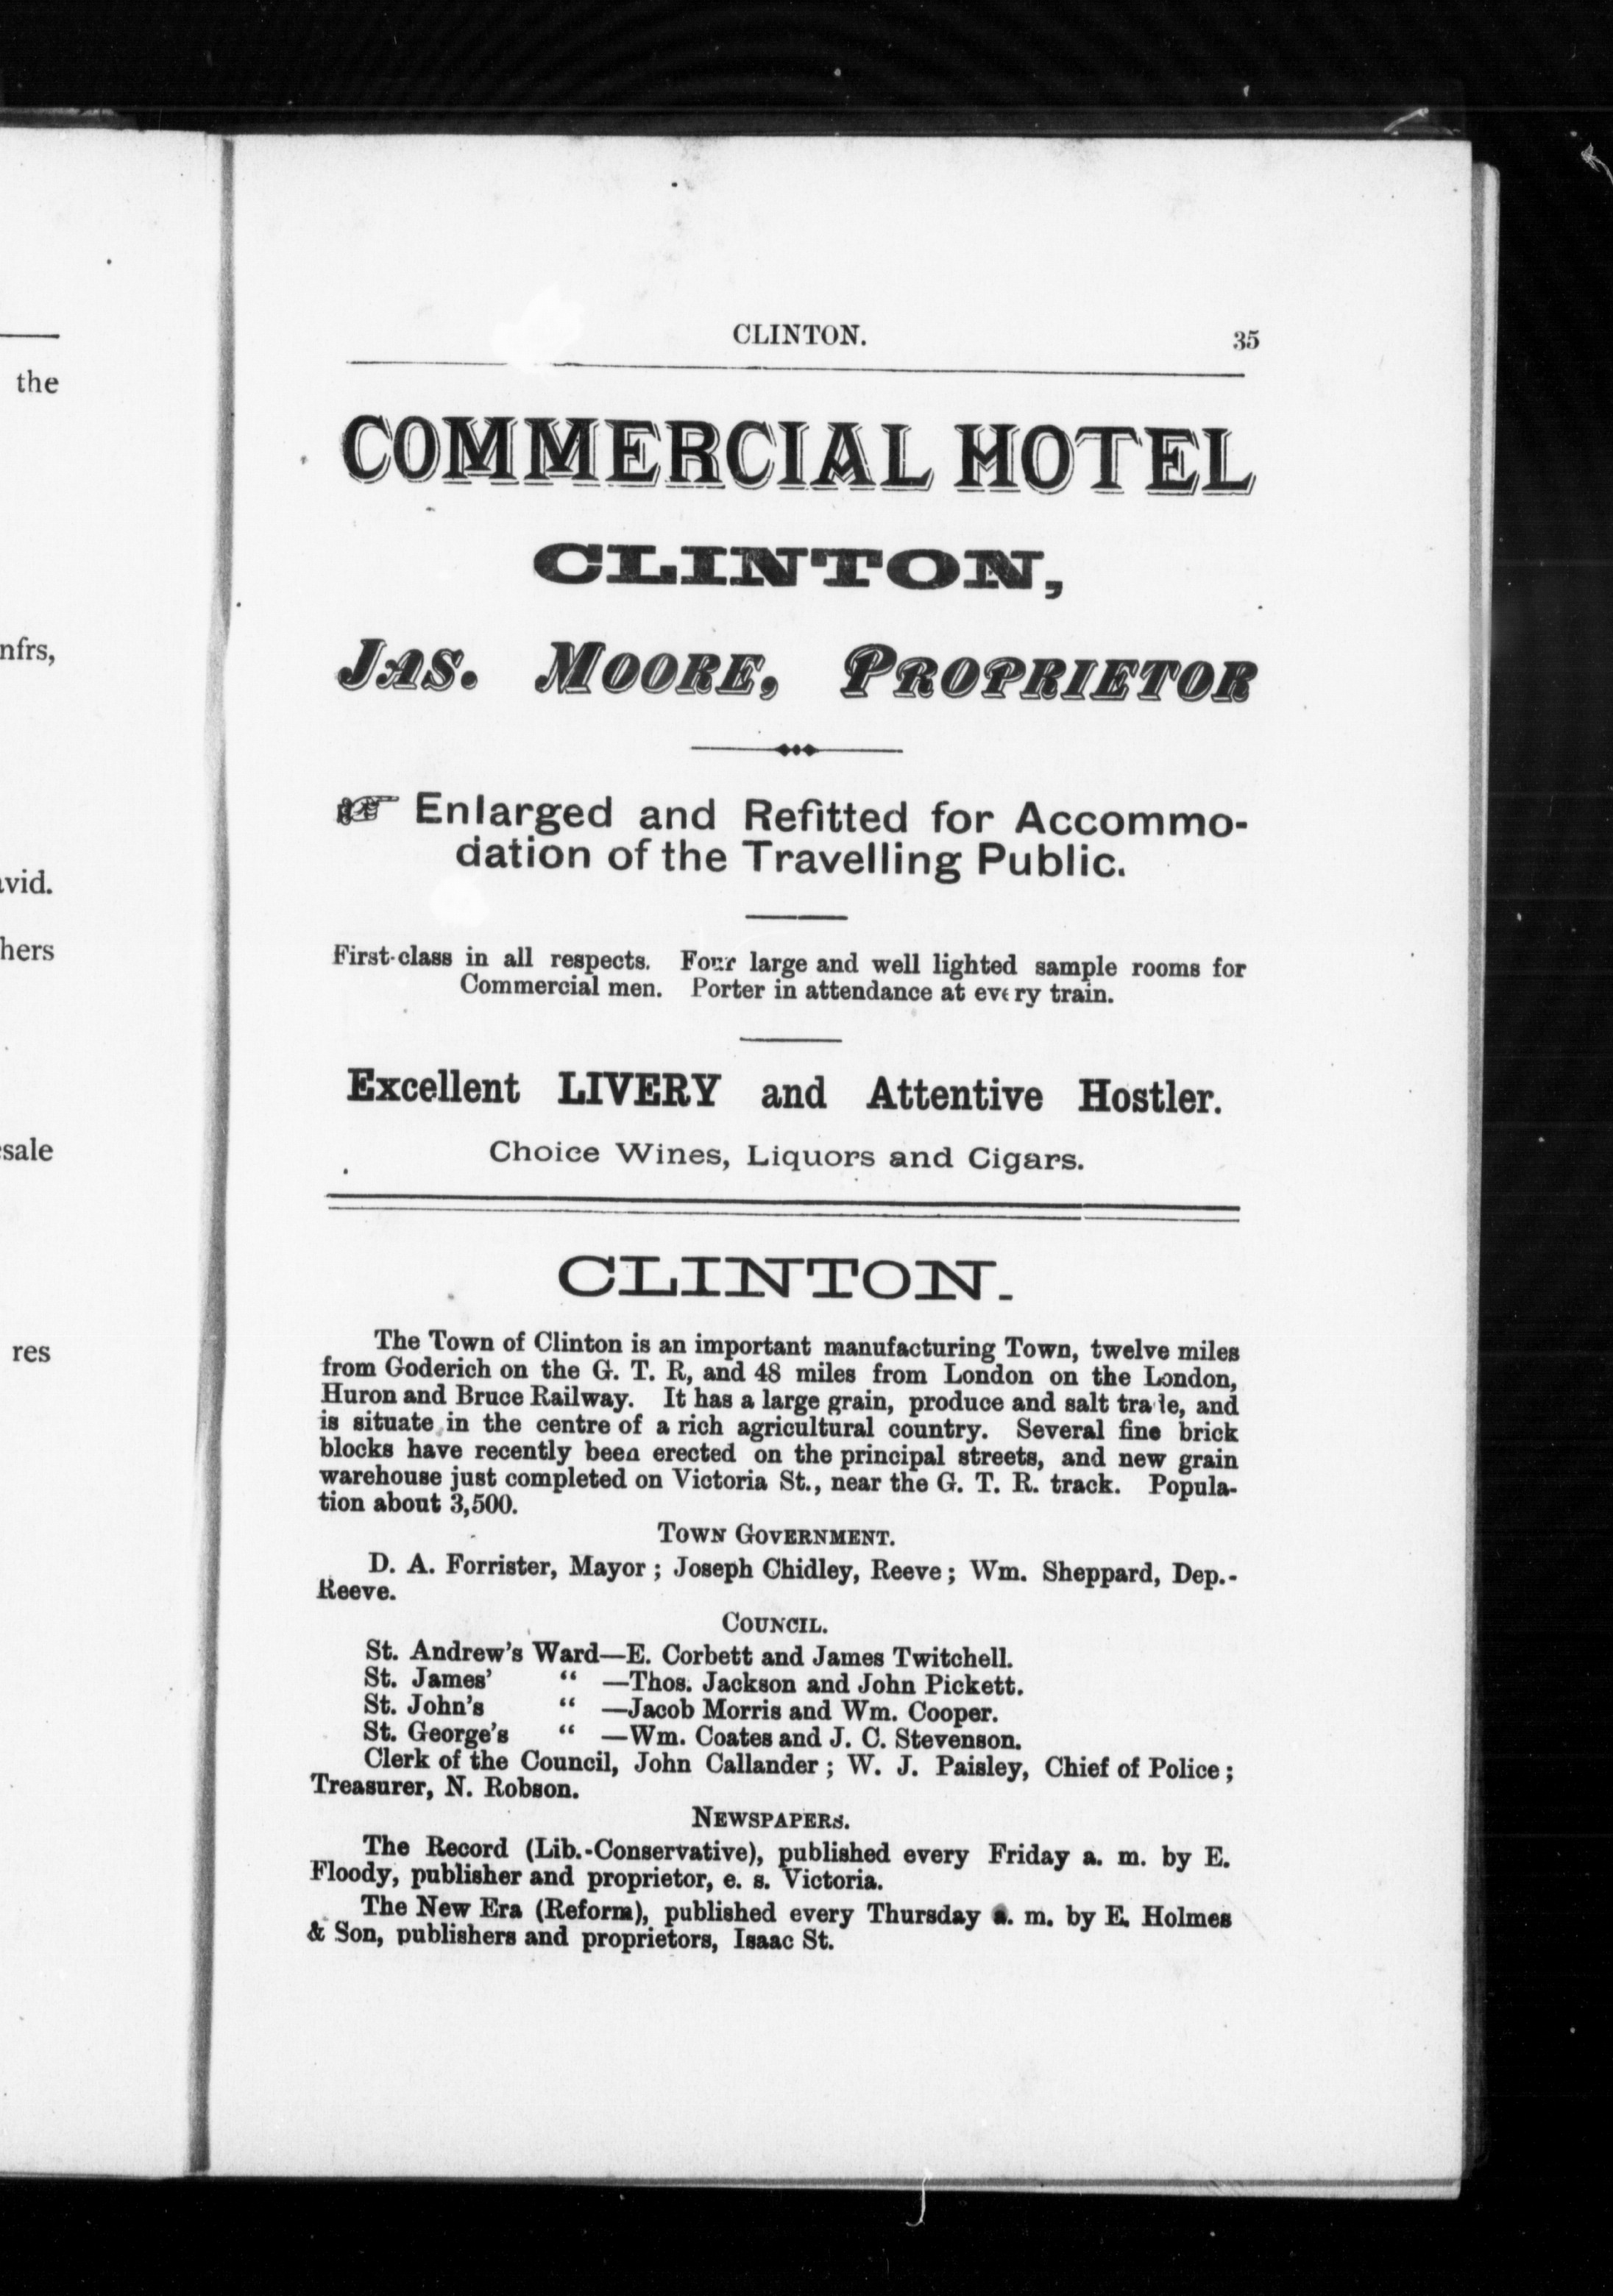 CLINTON. 35
COMMERCIAL HOTEL
CLINTON,
JAS. MOORE, PROPRIETOR
☞ Enlarged and Refitted for Accommo-
dation of the Travelling Public.
First-class in all respects. Four large and well lighted sample rooms for
Commercial men. Porter in attendance at every train.
Excellent LIVERY and Attentive Hostler.
Choice Wines, Liquors and Cigars.
CLINTON.
The Town of Clinton is an important manufacturing Town, twelve miles
from Goderich on the G. T. R, and 48 miles from London on the London,
Huron and Bruce Railway. It has a large grain, produce and salt trade, and
is situate in the centre of a rich agricultural country. Several fine brick
blocks have recently been erected on the principal streets, and new grain
warehouse just completed on Victoria St., near the G. T. R. track. Popula-
tion about 3,500.
TOWN GOVERNMENT.
D. A. Forrister, Mayor; Joseph Chidley, Reeve; Wm. Sheppard, Dep.-
Reeve.
COUNCIL.
St. Andrew's Ward—E. Corbett and James Twitchell.
St. James' “ —Thos. Jackson and John Pickett.
St. John's “ —Jacob Morris and Wm. Cooper.
St. George's “ —Wm. Coates and J. C. Stevenson.
Clerk of the Council, John Callander; W. J. Paisley, Chief of Police;
Treasurer, N. Robson.
NEWSPAPERS.
The Record (Lib.-Conservative), published every Friday a. m. by E.
Floody, publisher and proprietor, e. s. Victoria.
The New Era (Reform), published every Thursday a. m. by E. Holmes
& Son, publishers and proprietors, Isaac St.
the
nfrs,
vid.
hers
sale
res